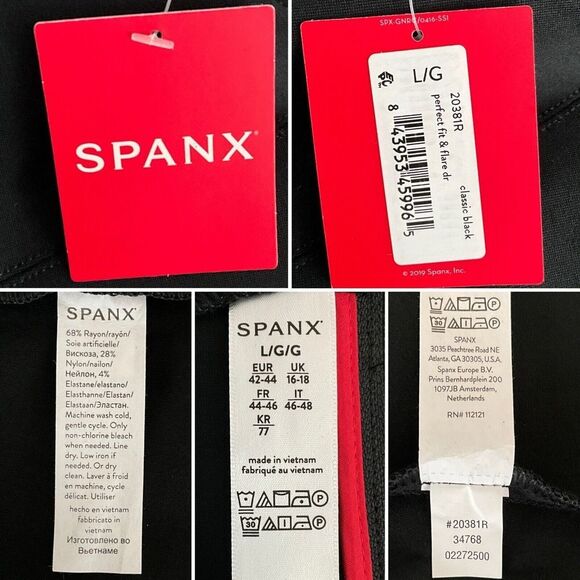 SPANX®
SPX-GNRC/0416-SSI
L/G
20381R
perfect fit & flare dr
classic black
8 43953 45996 5
© 2019 Spanx, Inc.
SPANX®
68% Rayon/rayón/
Soie artificielle/
Вискоза, 28%
Nylon/nailon/
Нейлон, 4%
Elastane/elastano/
Elasthanne/Elastan/
Эластан.
Machine wash cold,
gentle cycle. Only
non-chlorine bleach
when needed. Line
dry. Low iron if
needed. Or dry
clean. Laver à froid
en machine, cycle
délicat. Utiliser
hecho en vietnam
fabbricato in
vietnam
Изготовлено во
Вьетнаме
SPANX®
L/G/G
EUR UK
42-44 16-18
FR IT
44-46 46-48
KR
77
made in vietnam
fabriqué au vietnam
30
30
SPANX
3035 Peachtree Road NE
Atlanta, GA 30305, U.S.A.
Spanx Europe B.V.
Prins Bernhardplein 200
1097JB Amsterdam,
Netherlands
RN# 112121
#20381R
34768
02272500